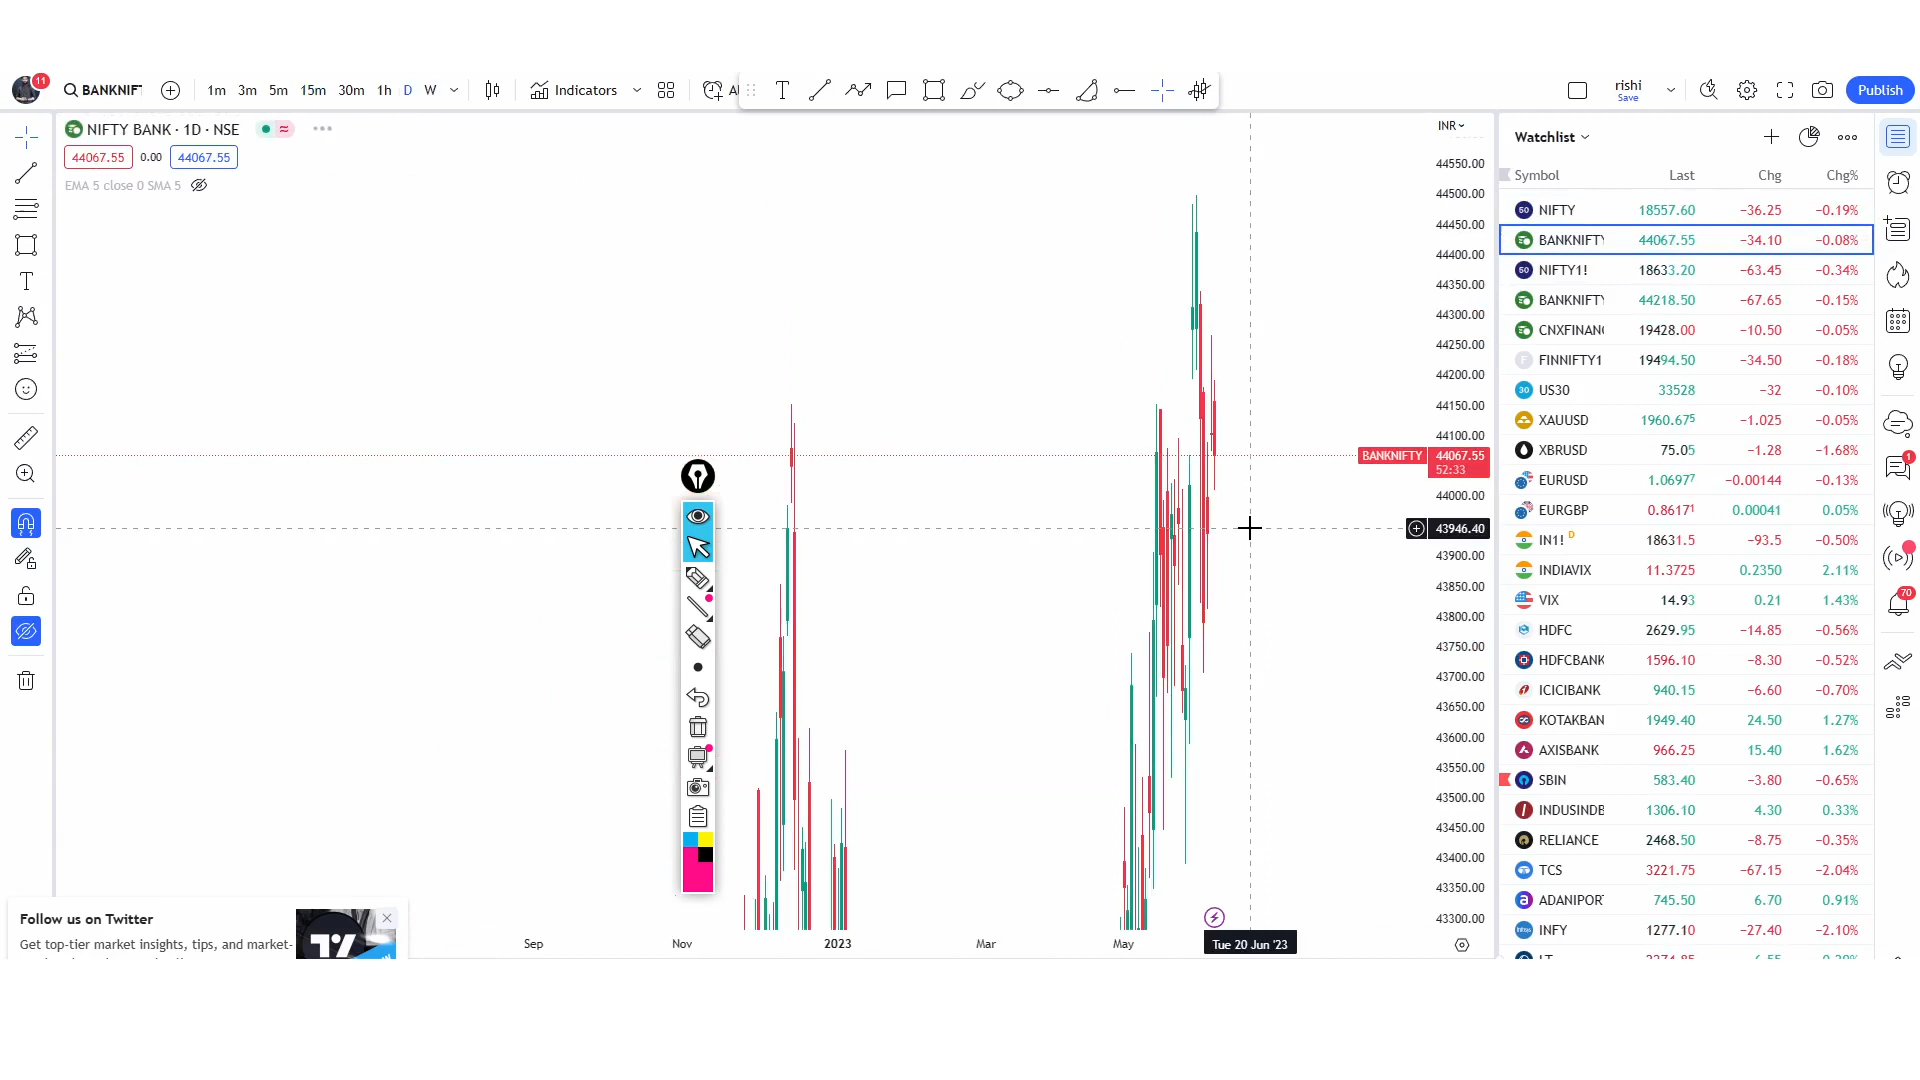 11 BANKNIF 1m 3m 5m 15m 30m 1h D W Indicators A T rishi Save Publish
NIFTY BANK · 1D · NSE
44067.55 0.00 44067.55
EMA 5 close 0 SMA 5
INR
44550.00
44500.00
44450.00
44400.00
44350.00
44300.00
44250.00
44200.00
44150.00
44100.00
BANKNIFTY 44067.55
52:33
44000.00
43946.40
43900.00
43850.00
43800.00
43750.00
43700.00
43650.00
43600.00
43550.00
43500.00
43450.00
43400.00
43350.00
43300.00
Sep Nov 2023 Mar May Tue 20 Jun '23
Follow us on Twitter
Get top-tier market insights, tips, and market-
Watchlist
Symbol Last Chg Chg%
50 NIFTY 18557.60 −36.25 −0.19%
BANKNIFTY 44067.55 −34.10 −0.08%
50 NIFTY1! 18633.20 −63.45 −0.34%
BANKNIFTY 44218.50 −67.65 −0.15%
CNXFINAN 19428.00 −10.50 −0.05%
F FINNIFTY1 19494.50 −34.50 −0.18%
30 US30 33528 −32 −0.10%
XAUUSD 1960.675 −1.025 −0.05%
XBRUSD 75.05 −1.28 −1.68%
EURUSD 1.06977 −0.00144 −0.13%
EURGBP 0.86171 0.00041 0.05%
IN1! D 18631.5 −93.5 −0.50%
INDIAVIX 11.3725 0.2350 2.11%
VIX 14.93 0.21 1.43%
HDFC 2629.95 −14.85 −0.56%
HDFCBANK 1596.10 −8.30 −0.52%
ICICIBANK 940.15 −6.60 −0.70%
KOTAKBAN 1949.40 24.50 1.27%
AXISBANK 966.25 15.40 1.62%
SBIN 583.40 −3.80 −0.65%
INDUSINDB 1306.10 4.30 0.33%
RELIANCE 2468.50 −8.75 −0.35%
TCS 3221.75 −67.15 −2.04%
ADANIPOR 745.50 6.70 0.91%
INFY 1277.10 −27.40 −2.10%
1
70